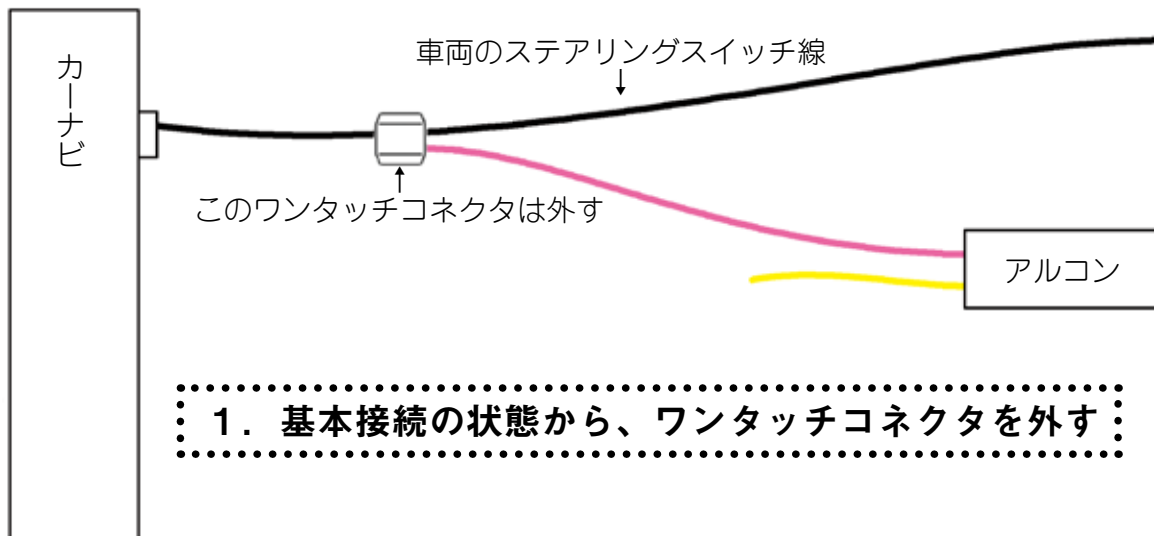 カーナビ
車両のステアリングスイッチ線
このワンタッチコネクタは外す
アルコン
1．基本接続の状態から、ワンタッチコネクタを外す